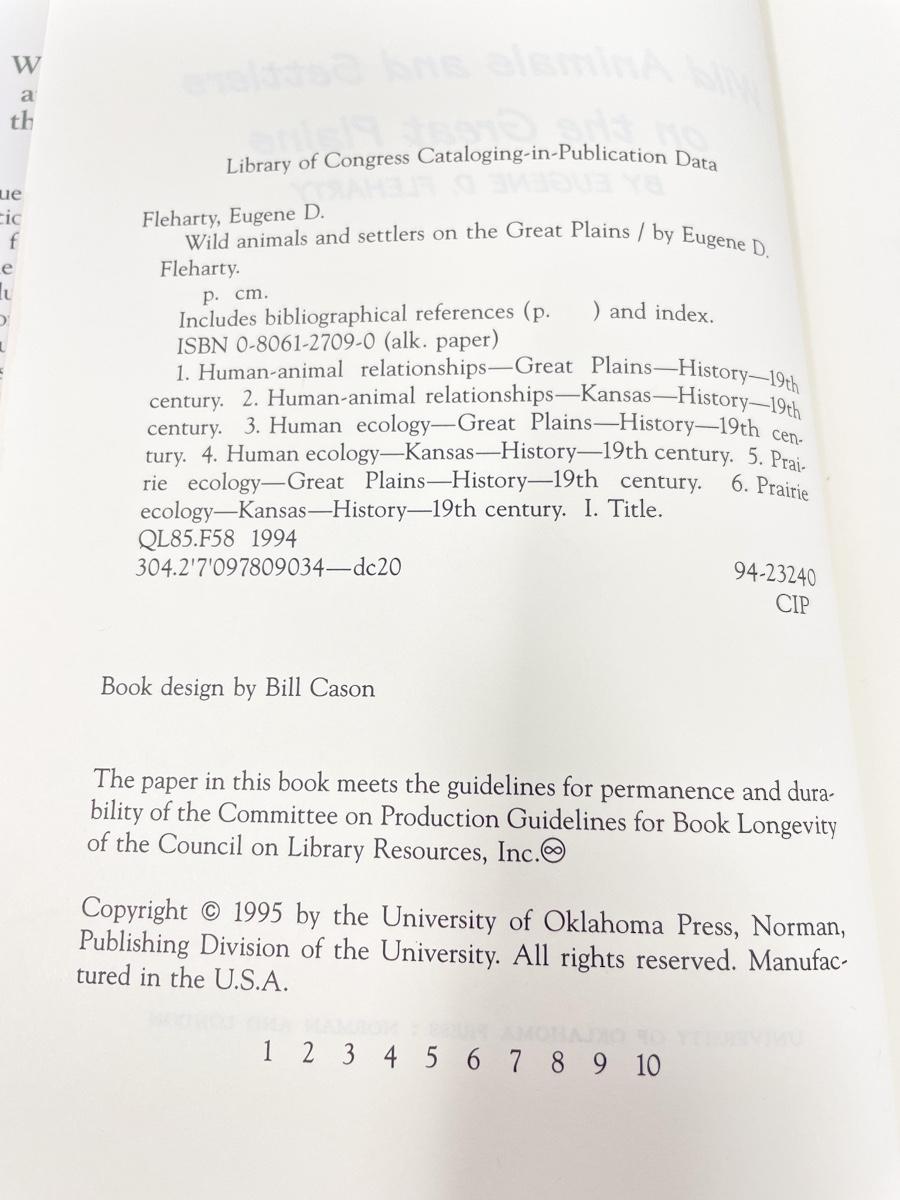 Library of Congress Cataloging-in-Publication Data
Fleharty, Eugene D.
Wild animals and settlers on the Great Plains / by Eugene D.
Fleharty.
p. cm.
Includes bibliographical references (p. ) and index.
ISBN 0-8061-2709-0 (alk. paper)
1. Human-animal relationships—Great Plains—History—19th
century. 2. Human-animal relationships—Kansas—History—19th
century. 3. Human ecology—Great Plains—History—19th cen-
tury. 4. Human ecology—Kansas—History—19th century. 5. Prai-
rie ecology—Great Plains—History—19th century. 6. Prairie
ecology—Kansas—History—19th century. I. Title.
QL85.F58 1994
304.2'7'097809034—dc20 94-23240
CIP
Book design by Bill Cason
The paper in this book meets the guidelines for permanence and dura-
bility of the Committee on Production Guidelines for Book Longevity
of the Council on Library Resources, Inc.♾
Copyright © 1995 by the University of Oklahoma Press, Norman,
Publishing Division of the University. All rights reserved. Manufac-
tured in the U.S.A.
1 2 3 4 5 6 7 8 9 10